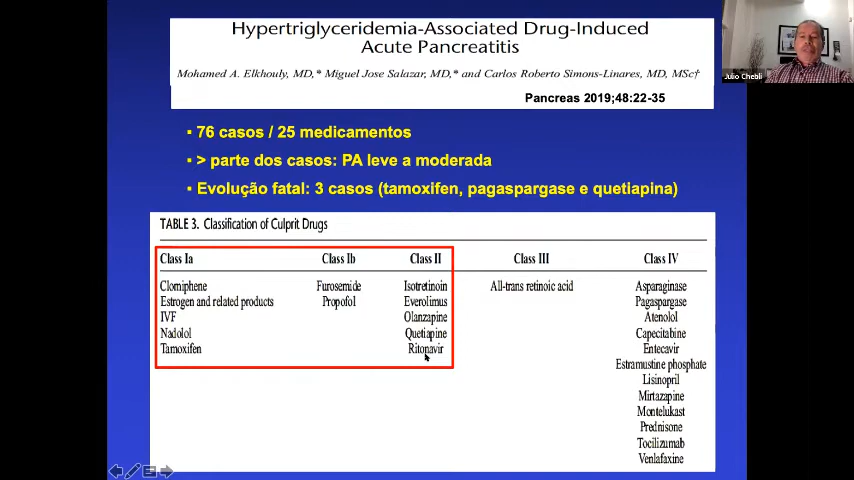 Hypertriglyceridemia-Associated Drug-Induced
Acute Pancreatitis
Mohamed A. Elkhouly, MD,* Miguel Jose Salazar, MD,* and Carlos Roberto Simons-Linares, MD, MSc†
Pancreas 2019;48:22-35
Julio Chebli
▪ 76 casos / 25 medicamentos
▪ > parte dos casos: PA leve a moderada
▪ Evolução fatal: 3 casos (tamoxifen, pagaspargase e quetiapina)
TABLE 3. Classification of Culprit Drugs
Class Ia Class Ib Class II Class III Class IV
Clomiphene Furosemide Isotretinoin All-trans retinoic acid Asparaginase
Estrogen and related products Propofol Everolimus Pagaspargase
IVF Olanzapine Atenolol
Nadolol Quetiapine Capecitabine
Tamoxifen Ritonavir Entecavir
Estramustine phosphate
Lisinopril
Mirtazapine
Montelukast
Prednisone
Tocilizumab
Venlafaxine